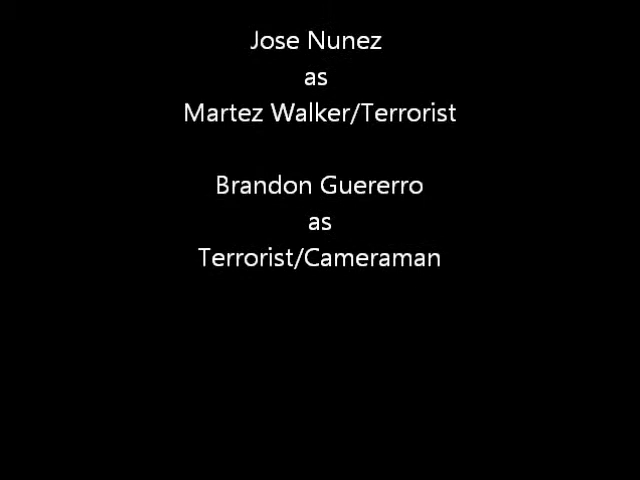 Jose Nunez
as
Martez Walker/Terrorist
Brandon Guererro
as
Terrorist/Cameraman